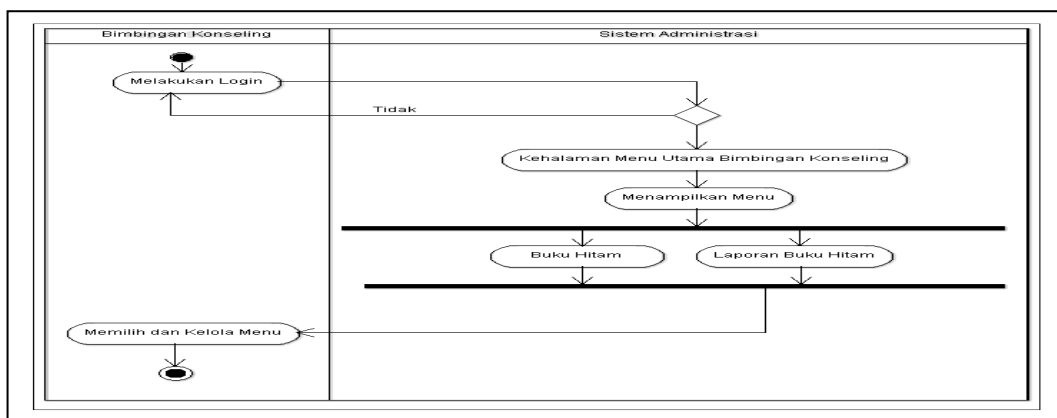 Bimbingan Konseling
Sistem Administrasi
Melakukan Login
Tidak
Kehalaman Menu Utama Bimbingan Konseling
Menampilkan Menu
Buku Hitam
Laporan Buku Hitam
Memilih dan Kelola Menu